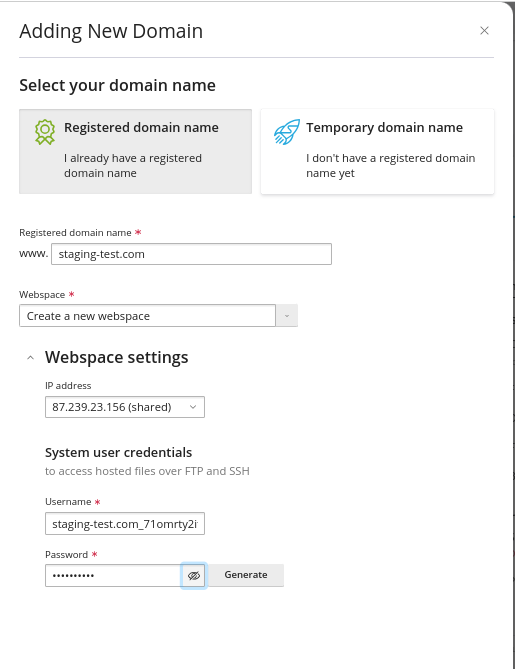 Adding New Domain
Select your domain name
Registered domain name
I already have a registered
domain name
Temporary domain name
I don't have a registered domain
name yet
Registered domain name *
www. staging-test.com
Webspace *
Create a new webspace
Webspace settings
IP address
87.239.23.156 (shared)
System user credentials
to access hosted files over FTP and SSH
Username *
staging-test.com_71omrty2i
Password *
••••••••••
Generate